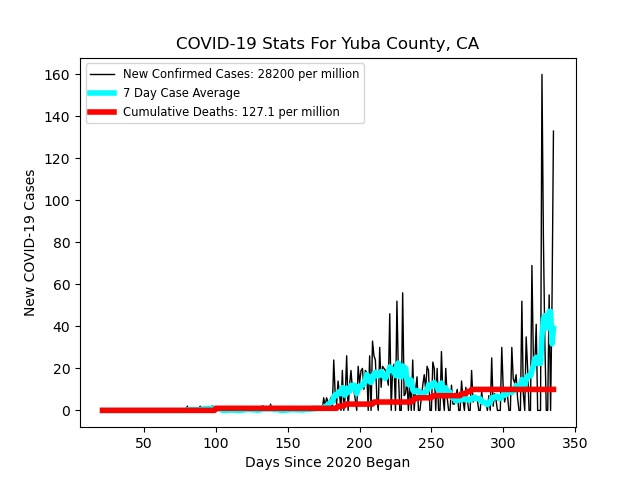 COVID-19 Stats For Yuba County, CA
New Confirmed Cases: 28200 per million
7 Day Case Average
Cumulative Deaths: 127.1 per million
New COVID-19 Cases
160
140
120
100
80
60
40
20
0
50 100 150 200 250 300 350
Days Since 2020 Began